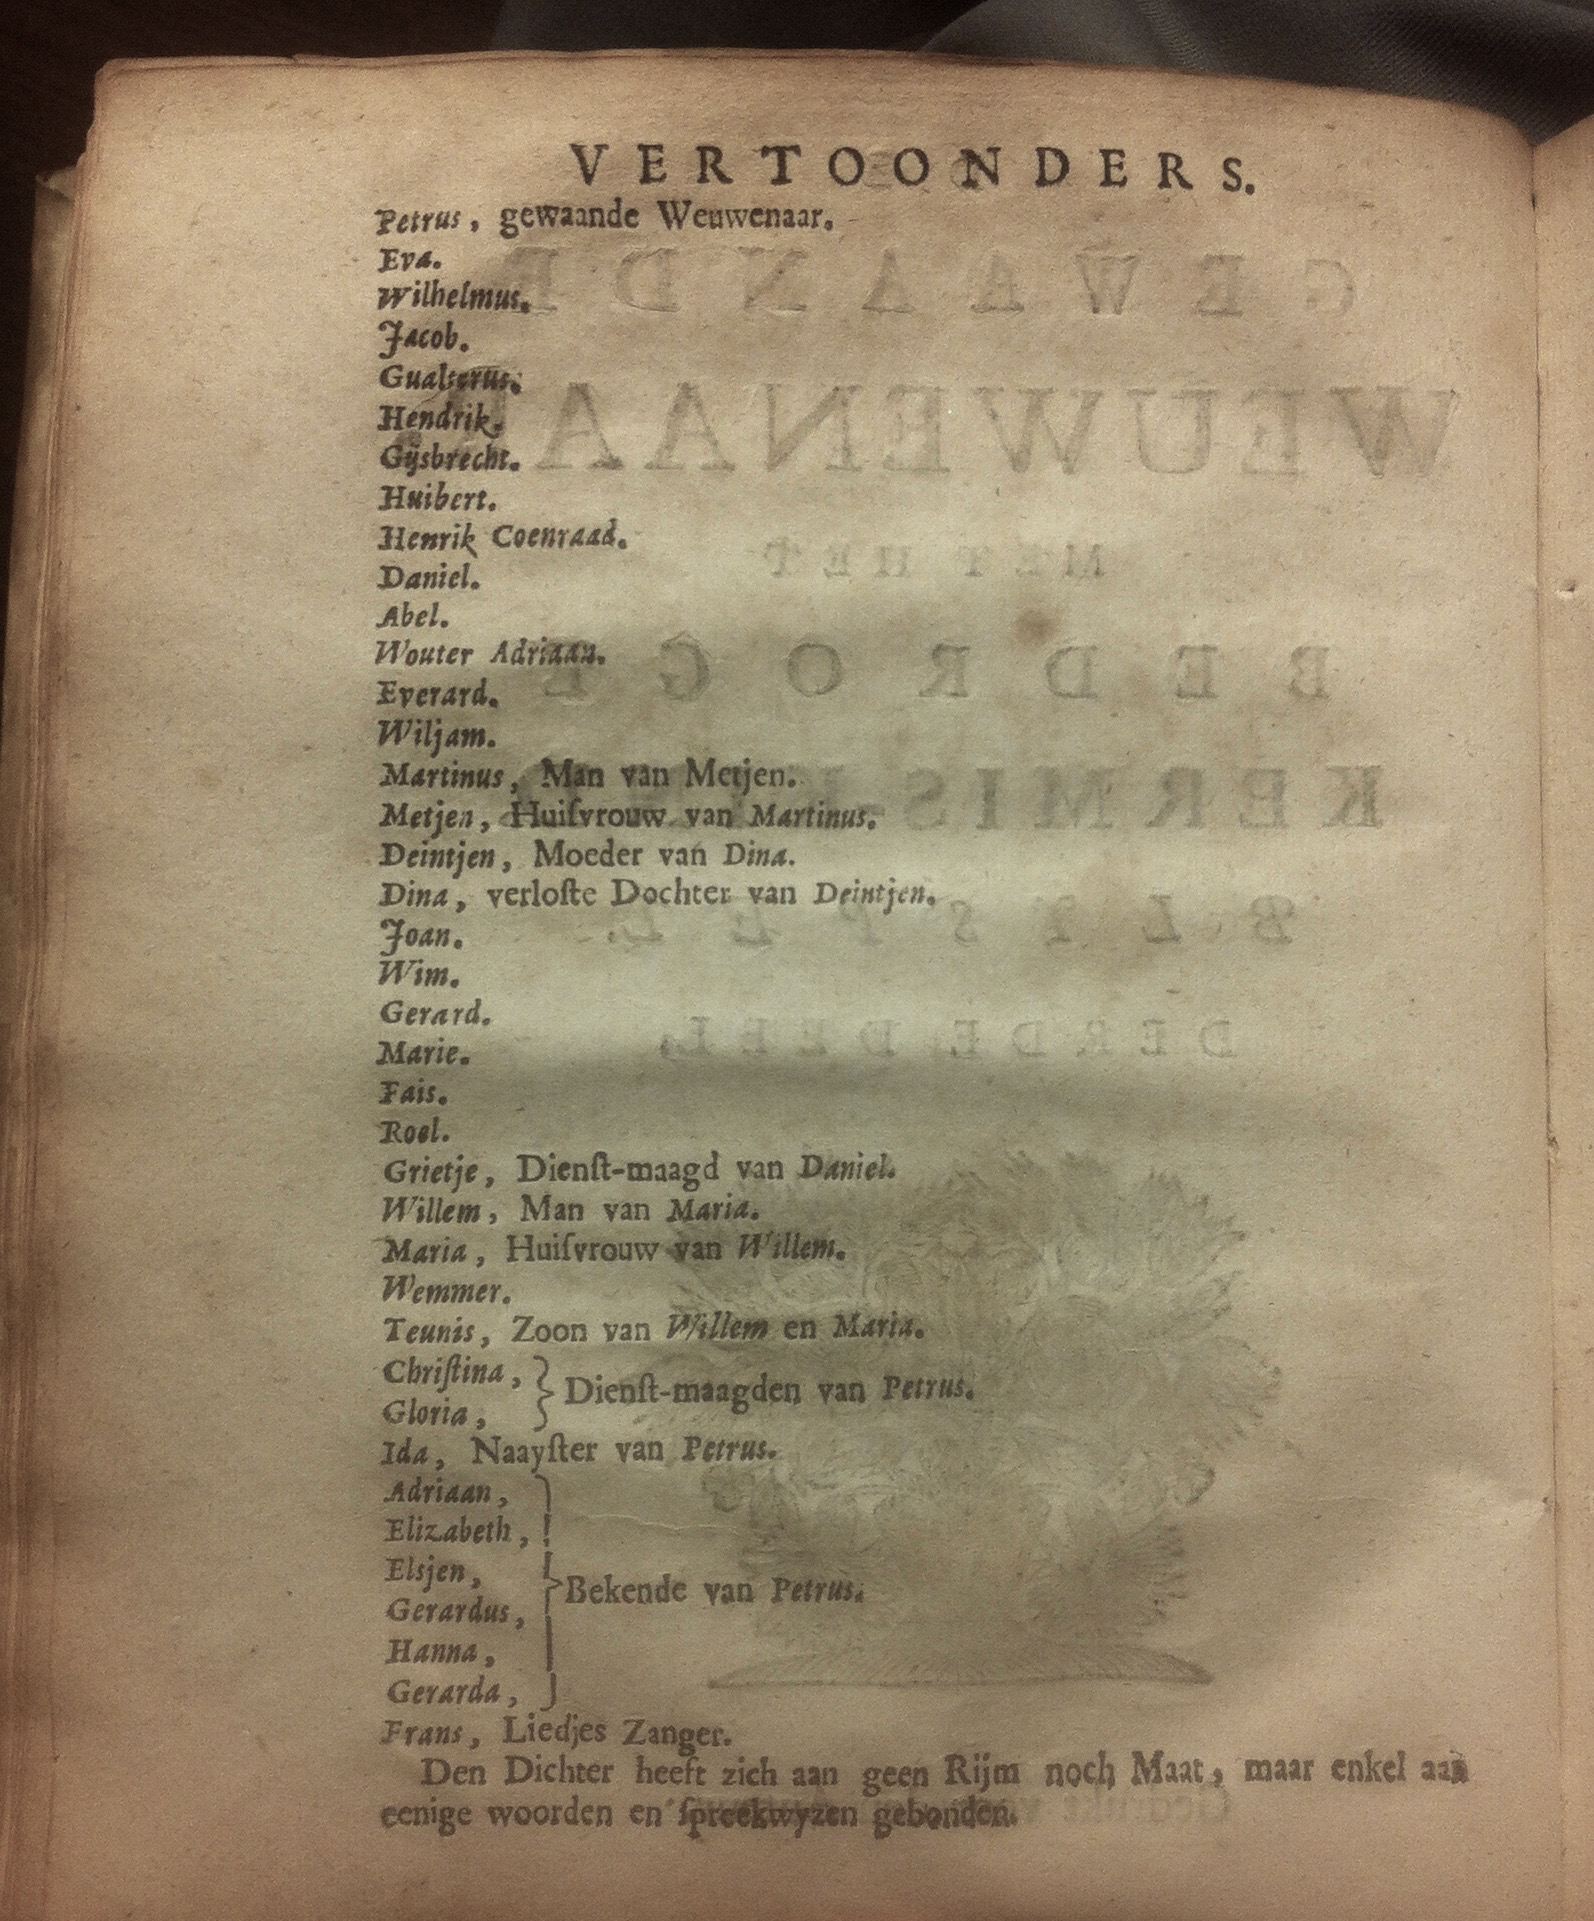 VERTOONDERS.
Petrus, gewaande Weuwenaar.
Eva.
Wilhelmus.
Jacob.
Gualterus.
Hendrik.
Gijsbrecht.
Huibert.
Henrik Coenraad.
Daniel.
Abel.
Wouter Adriaan.
Everard.
Wiljam.
Martinus, Man van Metjen.
Metjen, Huiſvrouw van Martinus.
Deintjen, Moeder van Dina.
Dina, verloſte Dochter van Deintjen.
Joan.
Wim.
Gerard.
Marie.
Fais.
Roel.
Grietje, Dienſt-maagd van Daniel.
Willem, Man van Maria.
Maria, Huiſvrouw van Willem.
Wemmer.
Teunis, Zoon van Willem en Maria.
Chriſtina,
Gloria, } Dienſt-maagden van Petrus.
Ida, Naayſter van Petrus.
Adriaan,
Elizabeth,
Elsjen,
Gerardus, } Bekende van Petrus.
Hanna,
Gerarda,
Frans, Liedjes Zanger.
Den Dichter heeft zich aan geen Rijm noch Maat, maar enkel aan
eenige woorden en ſpreekwyzen gebonden.